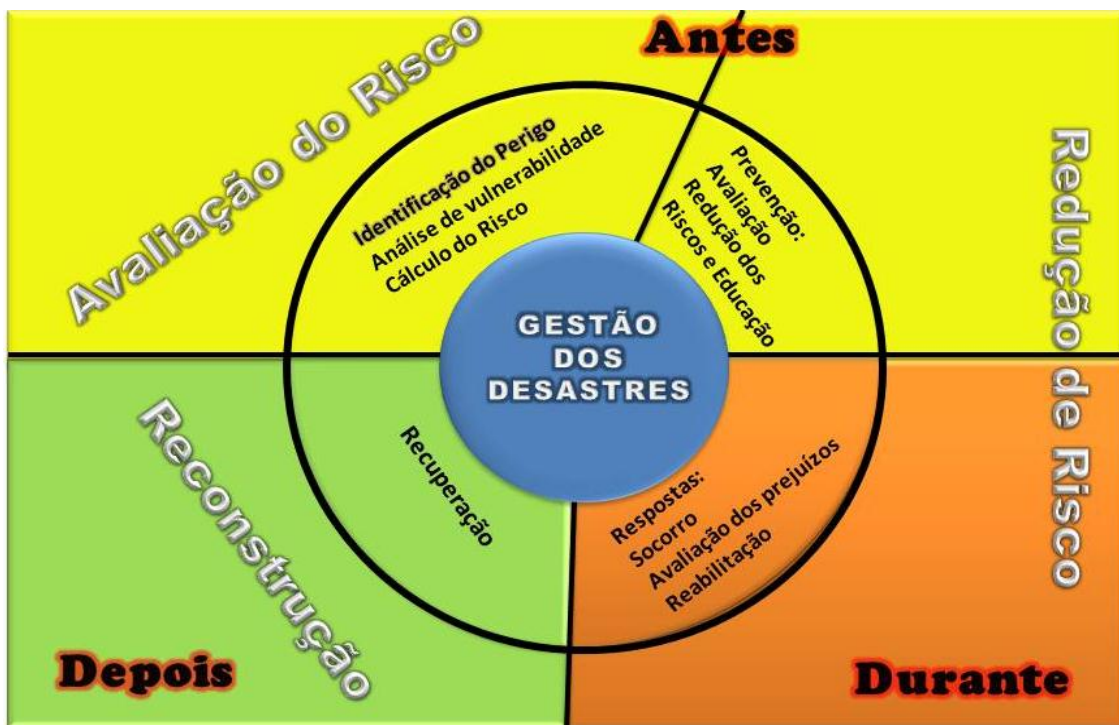 Antes
Avaliação do Risco
Identificação do Perigo
Análise de vulnerabilidade
Cálculo do Risco
Prevenção:
Avaliação
Redução dos
Riscos e Educação
Redução de Risco
GESTÃO
DOS
DESASTRES
Reconstrução
Recuperação
Respostas:
Socorro
Avaliação dos prejuízos
Reabilitação
Depois
Durante